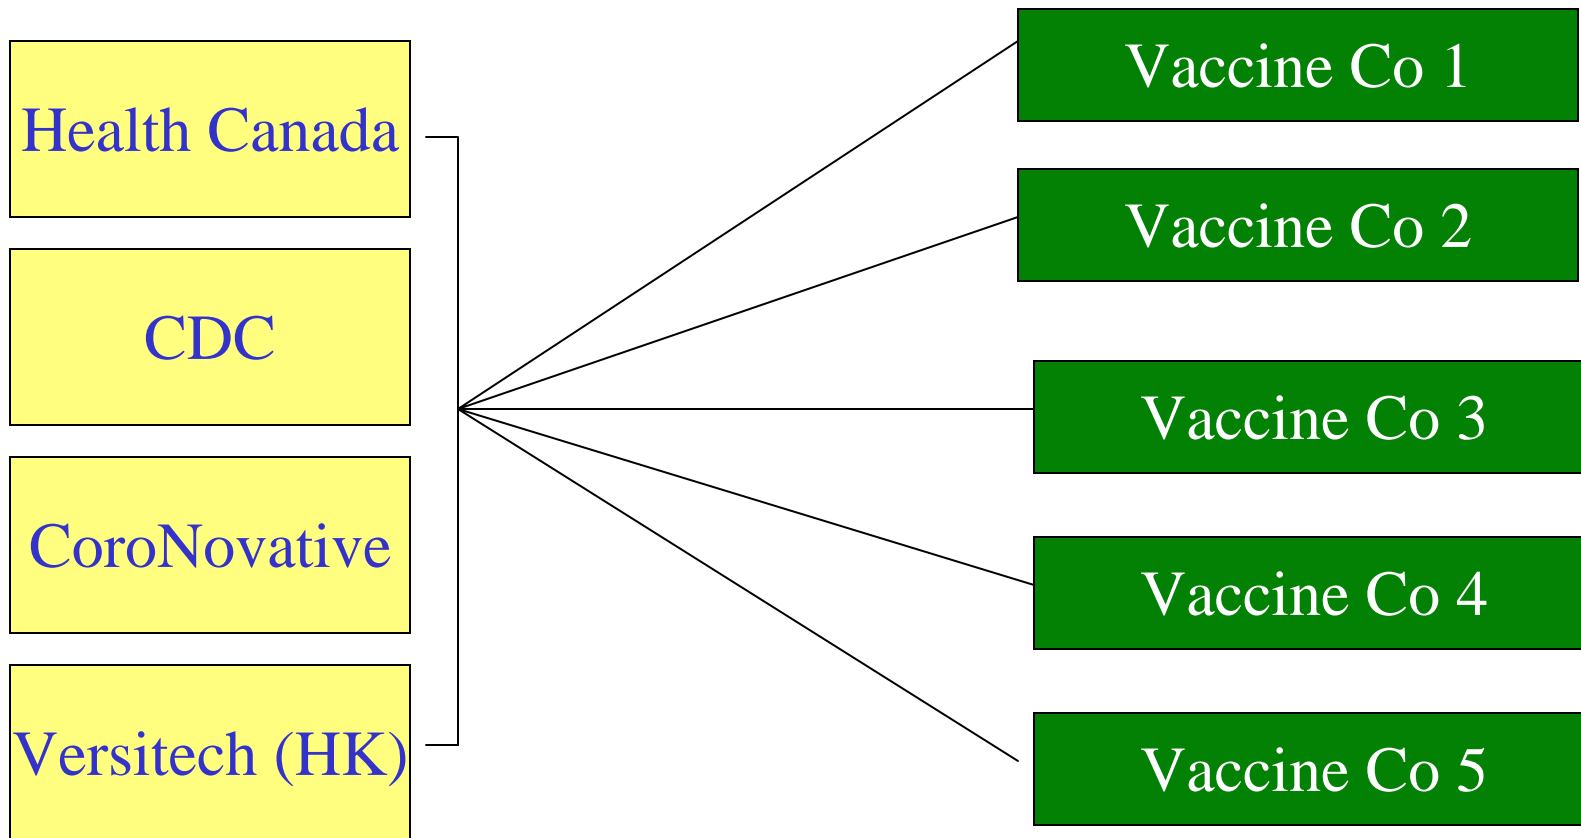 Health Canada
CDC
CoroNovative
Versitech (HK)
Vaccine Co 1
Vaccine Co 2
Vaccine Co 3
Vaccine Co 4
Vaccine Co 5